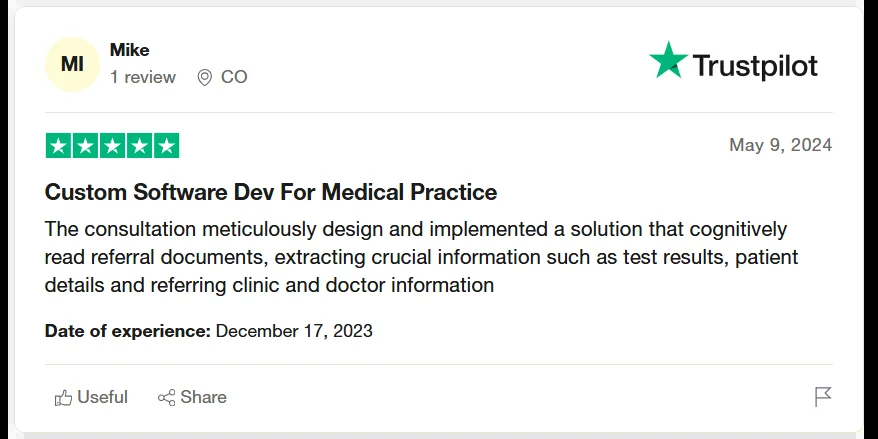 MI
Mike
1 review CO
Trustpilot
May 9, 2024
Custom Software Dev For Medical Practice
The consultation meticulously design and implemented a solution that cognitively
read referral documents, extracting crucial information such as test results, patient
details and referring clinic and doctor information
Date of experience: December 17, 2023
Useful Share